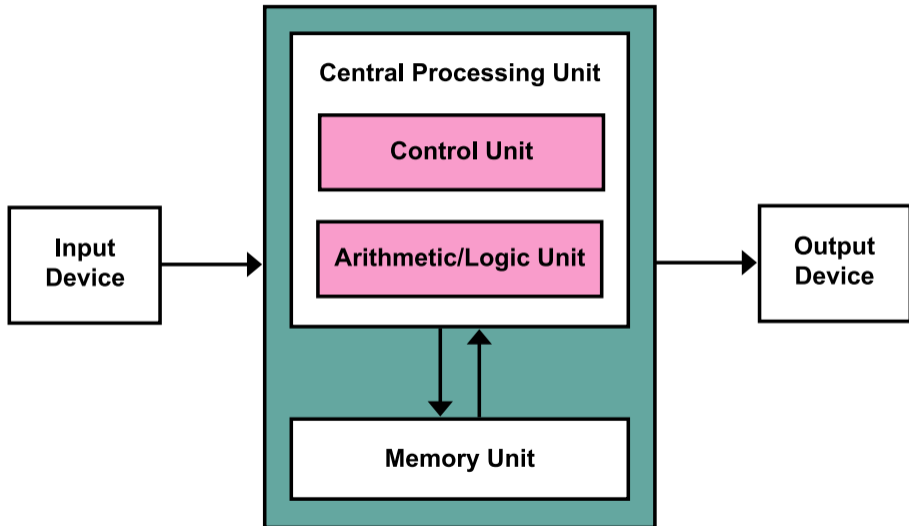 Central Processing Unit
Control Unit
Arithmetic/Logic Unit
Input
Device
Output
Device
Memory Unit